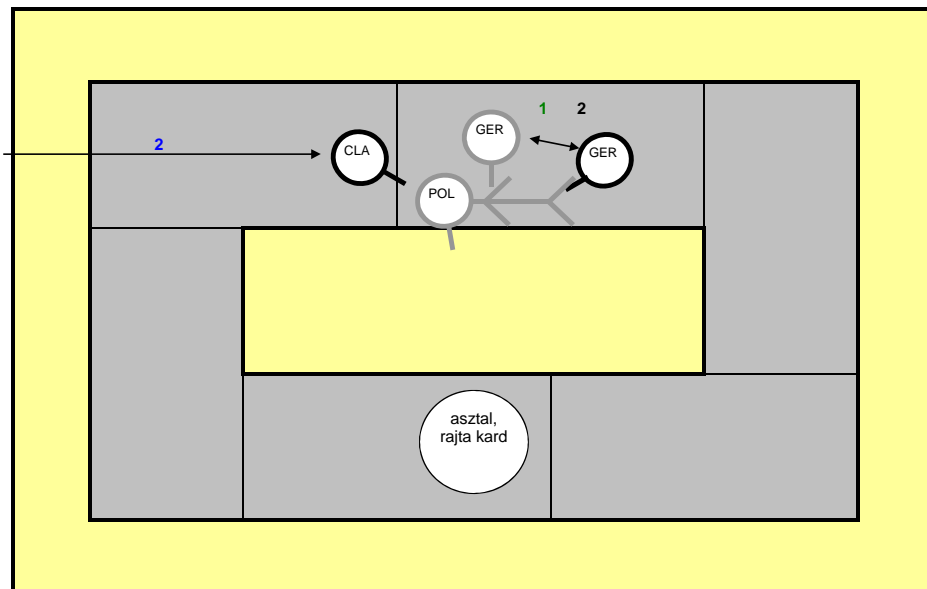 1 2
GER
2
CLA
GER
POL
asztal,
rajta kard